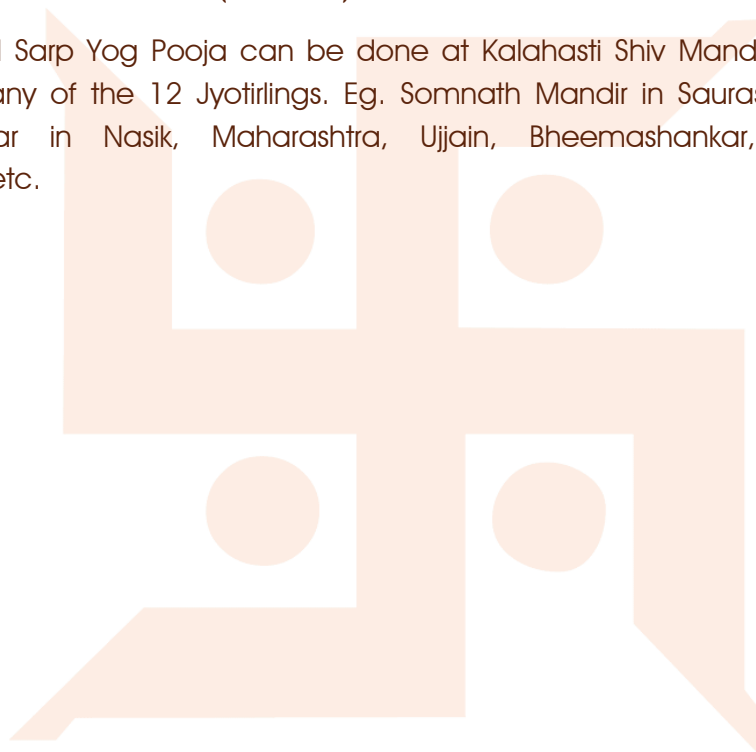 Sarp Yog Pooja can be done at Kalahasti Shiv Mand
any of the 12 Jyotirlings. Eg. Somnath Mandir in Sauras
ar in Nasik, Maharashtra, Ujjain, Bheemashankar,
etc.